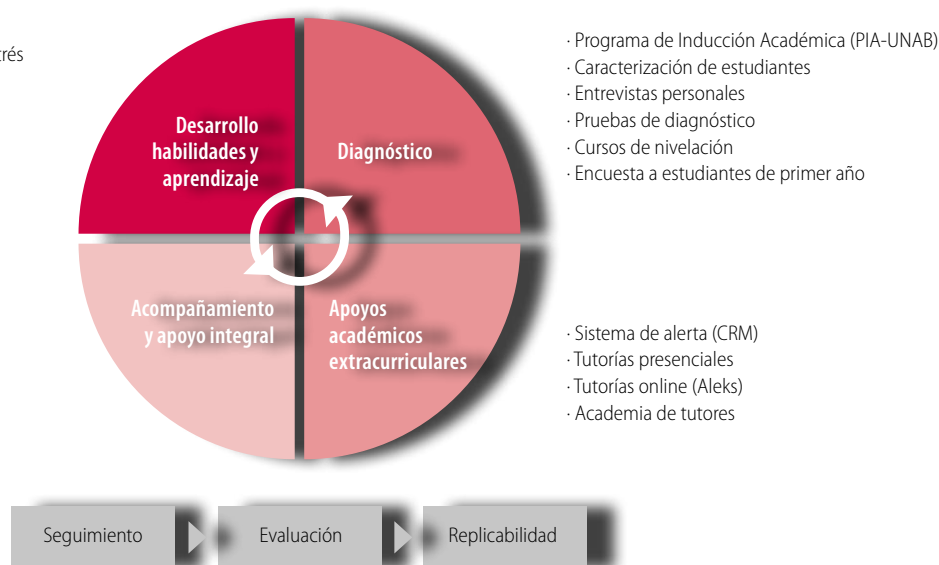 · Programa de Inducción Académica (PIA-UNAB)
· Caracterización de estudiantes
· Entrevistas personales
· Pruebas de diagnóstico
· Cursos de nivelación
· Encuesta a estudiantes de primer año
Desarrollo
habilidades y
aprendizaje
Diagnóstico
Acompañamiento
y apoyo integral
Apoyos
académicos
extracurriculares
· Sistema de alerta (CRM)
· Tutorías presenciales
· Tutorías online (Aleks)
· Academia de tutores
Seguimiento
Evaluación
Replicabilidad